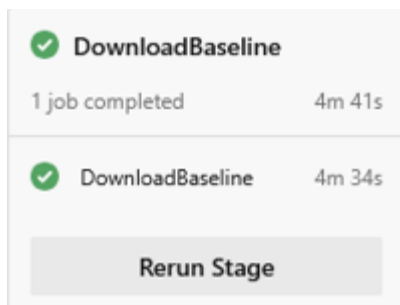 DownloadBaseline
1 job completed 4m 41s
DownloadBaseline 4m 34s
Rerun Stage